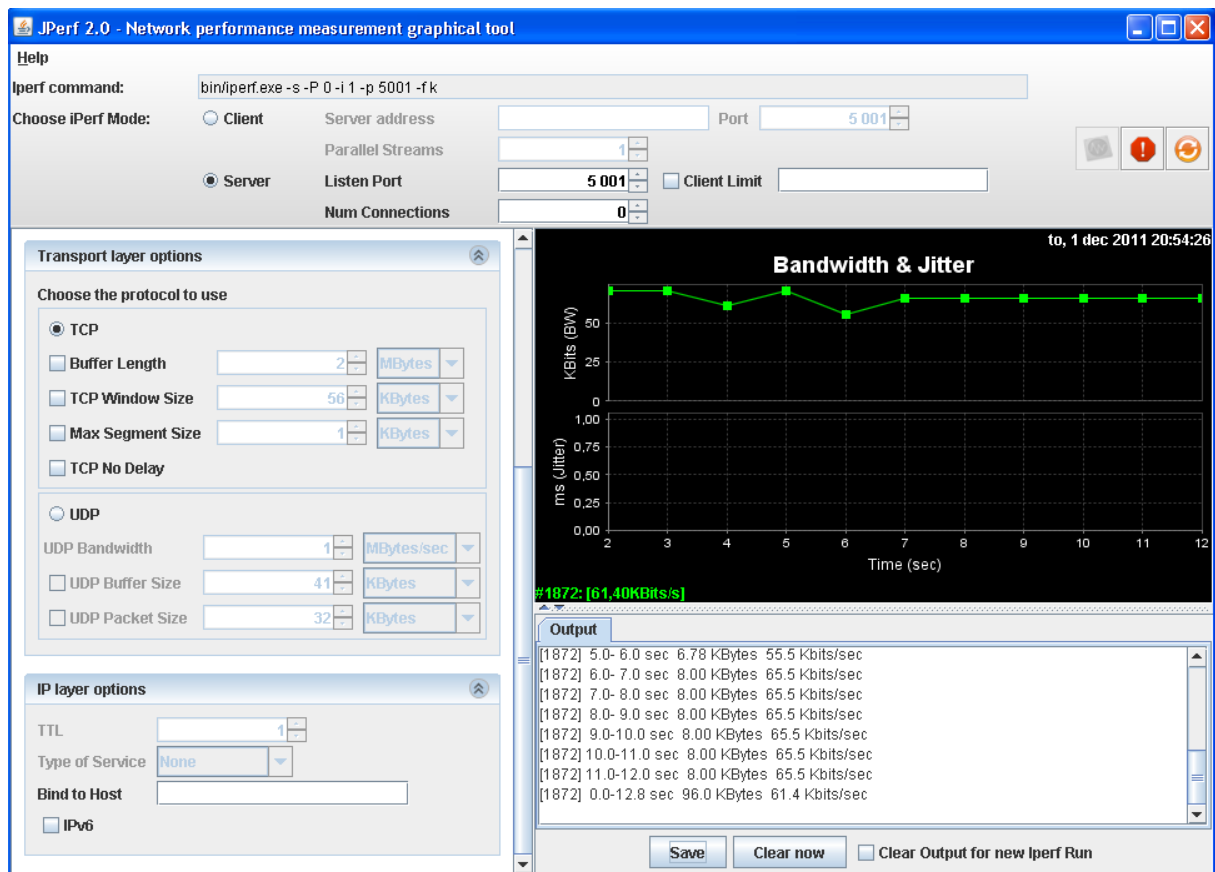 JPerf 2.0 - Network performance measurement graphical tool
Help
Iperf command: bin/iperf.exe -s -P 0 -i 1 -p 5001 -f k
Choose iPerf Mode: Client Server address Port 5 001
Parallel Streams 1
Server Listen Port 5 001 Client Limit
Num Connections 0
Transport layer options
Choose the protocol to use
TCP
Buffer Length 2 MBytes
TCP Window Size 56 KBytes
Max Segment Size 1 KBytes
TCP No Delay
UDP
UDP Bandwidth 1 MBytes/sec
UDP Buffer Size 41 KBytes
UDP Packet Size 32 KBytes
IP layer options
TTL 1
Type of Service None
Bind to Host
IPv6
to, 1 dec 2011 20:54:26
Bandwidth & Jitter
KBits (BW)
50
25
0
ms (Jitter)
1,00
0,75
0,50
0,25
0,00
2 3 4 5 6 7 8 9 10 11 12
Time (sec)
#1872: [61,40KBits/s]
Output
[1872] 5.0- 6.0 sec 6.78 KBytes 55.5 Kbits/sec
[1872] 6.0- 7.0 sec 8.00 KBytes 65.5 Kbits/sec
[1872] 7.0- 8.0 sec 8.00 KBytes 65.5 Kbits/sec
[1872] 8.0- 9.0 sec 8.00 KBytes 65.5 Kbits/sec
[1872] 9.0-10.0 sec 8.00 KBytes 65.5 Kbits/sec
[1872] 10.0-11.0 sec 8.00 KBytes 65.5 Kbits/sec
[1872] 11.0-12.0 sec 8.00 KBytes 65.5 Kbits/sec
[1872] 0.0-12.8 sec 96.0 KBytes 61.4 Kbits/sec
Save Clear now Clear Output for new Iperf Run